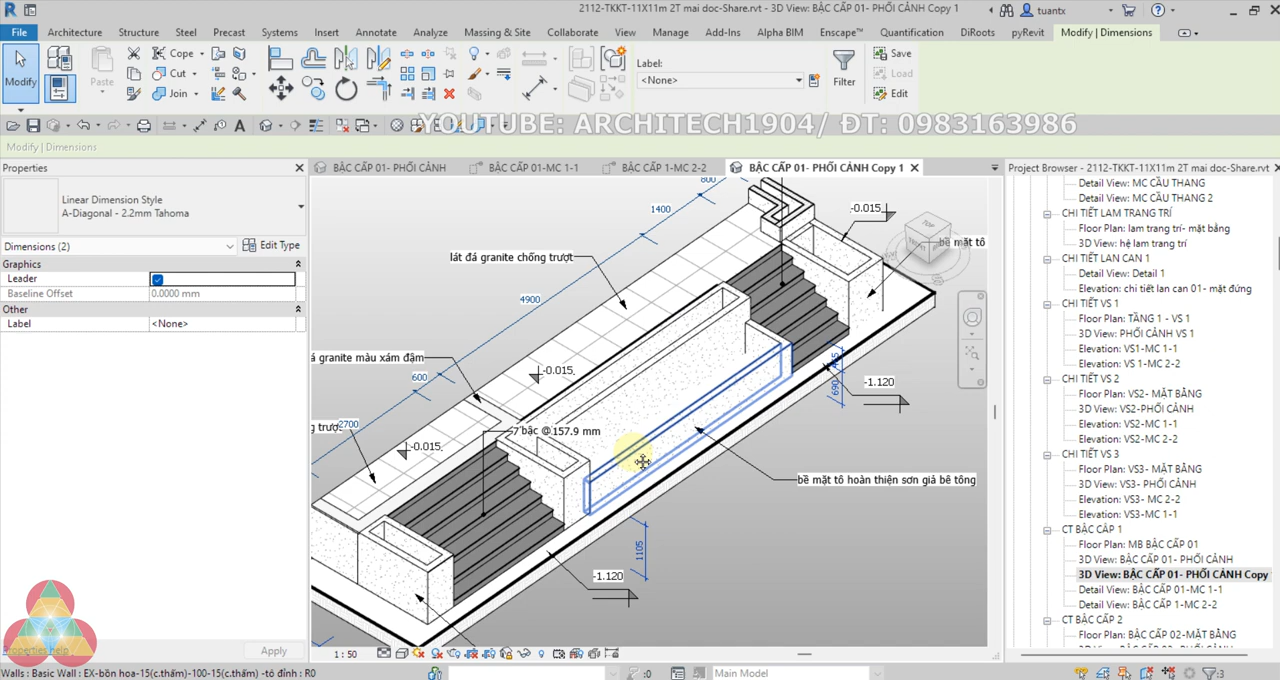 2112-TKKT-11X11m 2T mai doc-Share.rvt - 3D View: BẬC CẤP 01- PHỐI CẢNH Copy 1
tuantx
File Architecture Structure Steel Precast Systems Insert Annotate Analyze Massing & Site Collaborate View Manage Add-Ins Alpha BIM Enscape™ Quantification DiRoots pyRevit Modify | Dimensions
Modify
Paste
Cope
Cut
Join
Label:
<None>
Filter
Save
Load
Edit
YOUTUBE: ARCHITECH1904/ ĐT: 0983163986
Modify | Dimensions
Properties
Linear Dimension Style
A-Diagonal - 2.2mm Tahoma
Dimensions (2)
Edit Type
Graphics
Leader
Baseline Offset
0.0000 mm
Other
Label
<None>
Properties help
Apply
BẬC CẤP 01- PHỐI CẢNH
BẬC CẤP 01-MC 1-1
BẬC CẤP 1-MC 2-2
BẬC CẤP 01- PHỐI CẢNH Copy 1
800
1400
-0.015
bề mặt tô
lát đá granite chống trượt
4900
TOP
á granite màu xám đậm
600
-0.015
-1.120
690
2700
g trượt
-0.015
7 bậc @157.9 mm
bề mặt tô hoàn thiện sơn giả bê tông
1105
-1.120
1 : 50
Project Browser - 2112-TKKT-11X11m 2T mai doc-Share.rvt
Detail View: MC CẦU THANG
Detail View: MC CẦU THANG 2
CHI TIẾT LAM TRANG TRÍ
Floor Plan: lam trang trí- mặt bằng
3D View: hệ lam trang trí
CHI TIẾT LAN CAN 1
Detail View: Detail 1
Elevation: chi tiết lan can 01- mặt đứng
CHI TIẾT VS 1
Floor Plan: TẦNG 1 - VS 1
3D View: PHỐI CẢNH VS 1
Elevation: VS1-MC 1-1
Elevation: VS 1-MC 2-2
CHI TIẾT VS 2
Floor Plan: VS2- MẶT BẰNG
3D View: VS2-PHỐI CẢNH
Elevation: VS2-MC 1-1
Elevation: VS2-MC 2-2
CHI TIẾT VS3
Floor Plan: VS3- MẶT BẰNG
3D View: VS3- PHỐI CẢNH
Elevation: VS3- MC 2-2
Elevation: VS3-MC 1-1
CT BẬC CẤP 1
Floor Plan: MB BẬC CẤP 01
3D View: BẬC CẤP 01- PHỐI CẢNH
3D View: BẬC CẤP 01- PHỐI CẢNH Copy
Detail View: BẬC CẤP 01-MC 1-1
Detail View: BẬC CẤP 1-MC 2-2
CT BẬC CẤP 2
Floor Plan: BẬC CẤP 02-MẶT BẰNG
Walls : Basic Wall : EX-bồn hoa-15(c.thấm)-100-15(c.thấm) -tó đỉnh : R0
:0
Main Model
:3